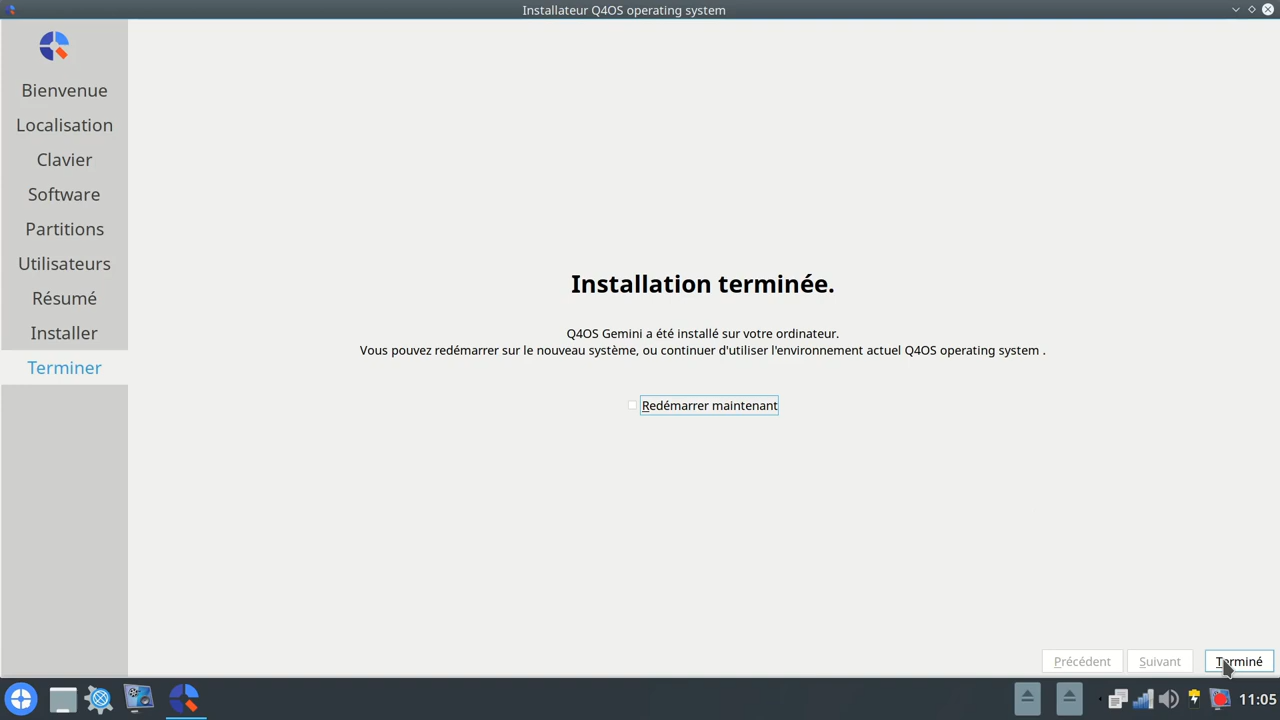 Installateur Q4OS operating system
Bienvenue
Localisation
Clavier
Software
Partitions
Utilisateurs
Résumé
Installer
Terminer
Installation terminée.
Q4OS Gemini a été installé sur votre ordinateur.
Vous pouvez redémarrer sur le nouveau système, ou continuer d'utiliser l'environnement actuel Q4OS operating system .
Redémarrer maintenant
Précédent
Suivant
Terminé
11:05